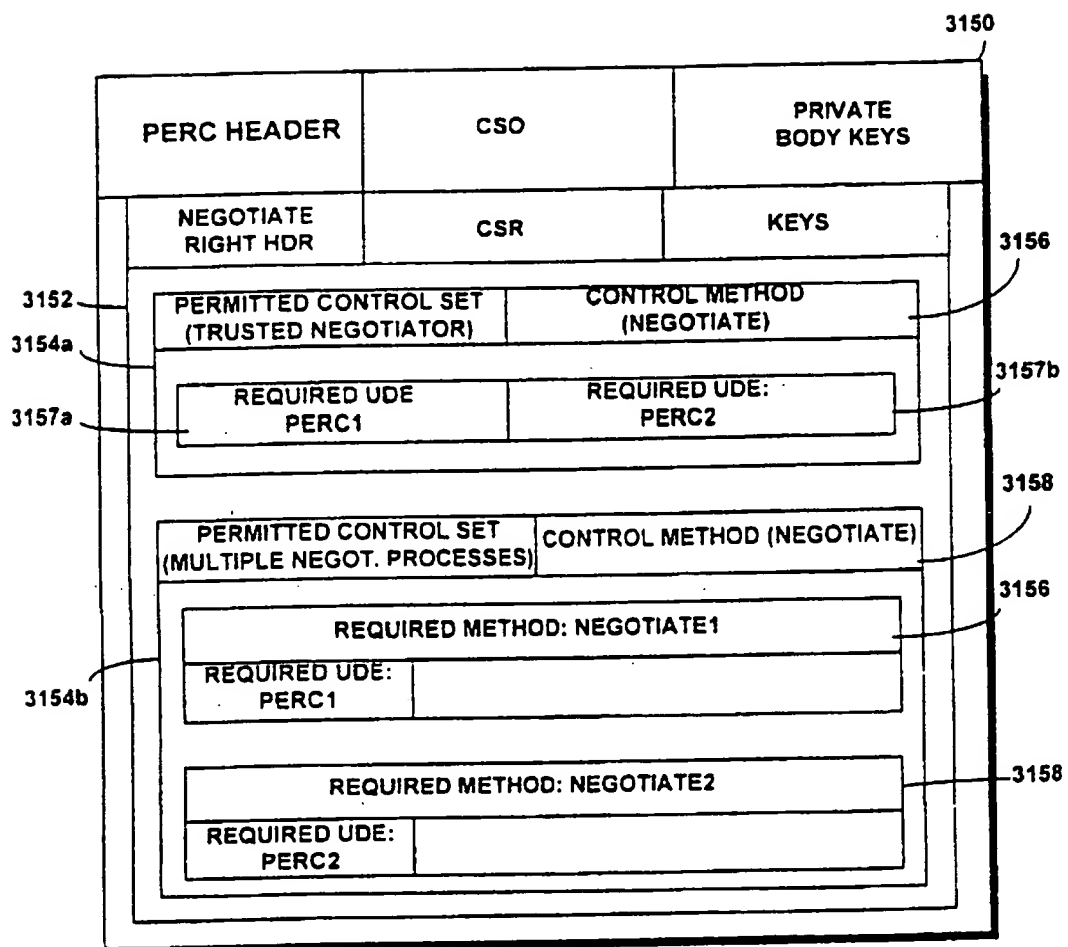 3150
PERC HEADER
CSO
PRIVATE
BODY KEYS
NEGOTIATE
RIGHT HDR
CSR
KEYS
3156
3152
PERMITTED CONTROL SET
(TRUSTED NEGOTIATOR)
CONTROL METHOD
(NEGOTIATE)
3154a
3157b
REQUIRED UDE
PERC1
REQUIRED UDE:
PERC2
3157a
3158
PERMITTED CONTROL SET
(MULTIPLE NEGOT. PROCESSES)
CONTROL METHOD (NEGOTIATE)
3156
REQUIRED METHOD: NEGOTIATE1
REQUIRED UDE:
PERC1
3154b
REQUIRED METHOD: NEGOTIATE2
3158
REQUIRED UDE:
PERC2